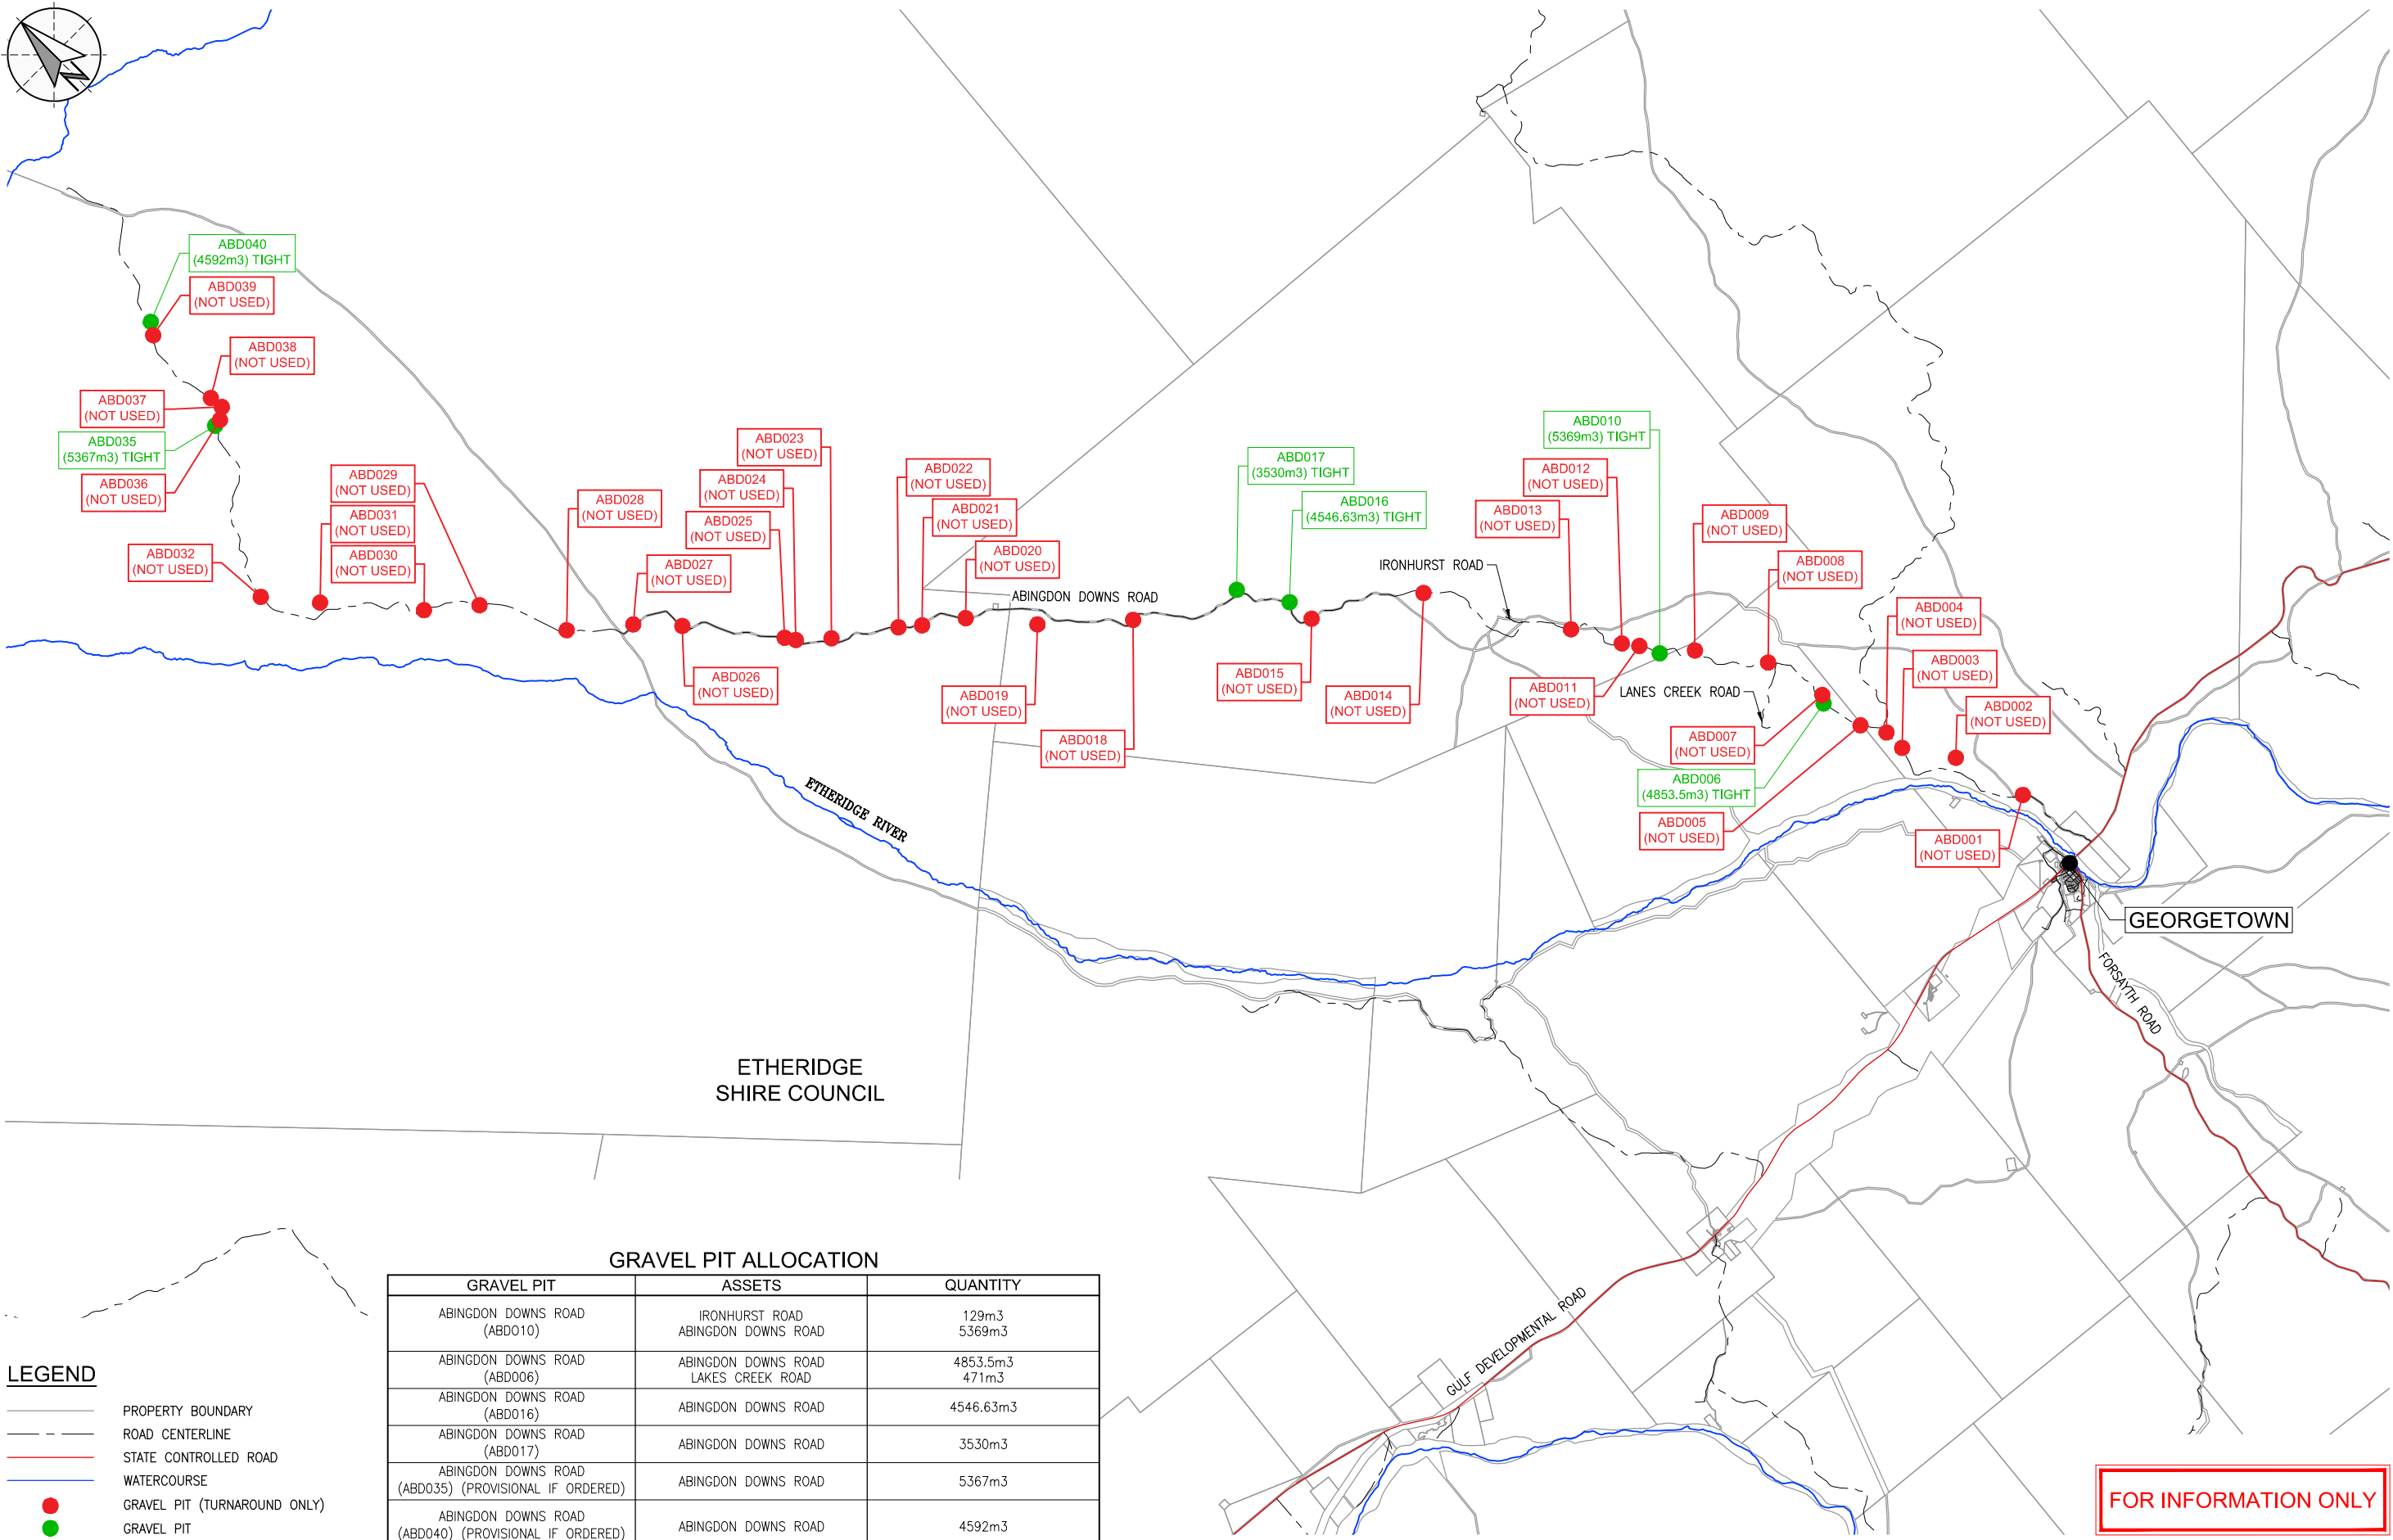 N
ABD040
(4592m3) TIGHT
ABD039
(NOT USED)
ABD038
(NOT USED)
ABD037
(NOT USED)
ABD035
(5367m3) TIGHT
ABD036
(NOT USED)
ABD032
(NOT USED)
ABD029
(NOT USED)
ABD031
(NOT USED)
ABD030
(NOT USED)
ABD028
(NOT USED)
ABD027
(NOT USED)
ABD026
(NOT USED)
ABD023
(NOT USED)
ABD024
(NOT USED)
ABD025
(NOT USED)
ABD022
(NOT USED)
ABD021
(NOT USED)
ABD020
(NOT USED)
ABINGDON DOWNS ROAD
ABD019
(NOT USED)
ABD018
(NOT USED)
ABD017
(3530m3) TIGHT
ABD016
(4546.63m3) TIGHT
ABD015
(NOT USED)
ABD014
(NOT USED)
IRONHURST ROAD
ABD013
(NOT USED)
ABD012
(NOT USED)
ABD010
(5369m3) TIGHT
ABD009
(NOT USED)
ABD008
(NOT USED)
ABD011
(NOT USED)
LANES CREEK ROAD
ABD004
(NOT USED)
ABD003
(NOT USED)
ABD002
(NOT USED)
ABD007
(NOT USED)
ABD006
(4853.5m3) TIGHT
ABD005
(NOT USED)
ABD001
(NOT USED)
ETHERIDGE RIVER
GEORGETOWN
FORSAYTH ROAD
ETHERIDGE
SHIRE COUNCIL
GULF DEVELOPMENTAL ROAD
GRAVEL PIT ALLOCATION
GRAVEL PIT ASSETS QUANTITY
ABINGDON DOWNS ROAD
(ABD010)
IRONHURST ROAD
ABINGDON DOWNS ROAD
129m3
5369m3
ABINGDON DOWNS ROAD
(ABD006)
ABINGDON DOWNS ROAD
LAKES CREEK ROAD
4853.5m3
471m3
ABINGDON DOWNS ROAD
(ABD016)
ABINGDON DOWNS ROAD
4546.63m3
ABINGDON DOWNS ROAD
(ABD017)
ABINGDON DOWNS ROAD
3530m3
ABINGDON DOWNS ROAD
(ABD035) (PROVISIONAL IF ORDERED)
ABINGDON DOWNS ROAD
5367m3
ABINGDON DOWNS ROAD
(ABD040) (PROVISIONAL IF ORDERED)
ABINGDON DOWNS ROAD
4592m3
LEGEND
PROPERTY BOUNDARY
ROAD CENTERLINE
STATE CONTROLLED ROAD
WATERCOURSE
GRAVEL PIT (TURNAROUND ONLY)
GRAVEL PIT
FOR INFORMATION ONLY